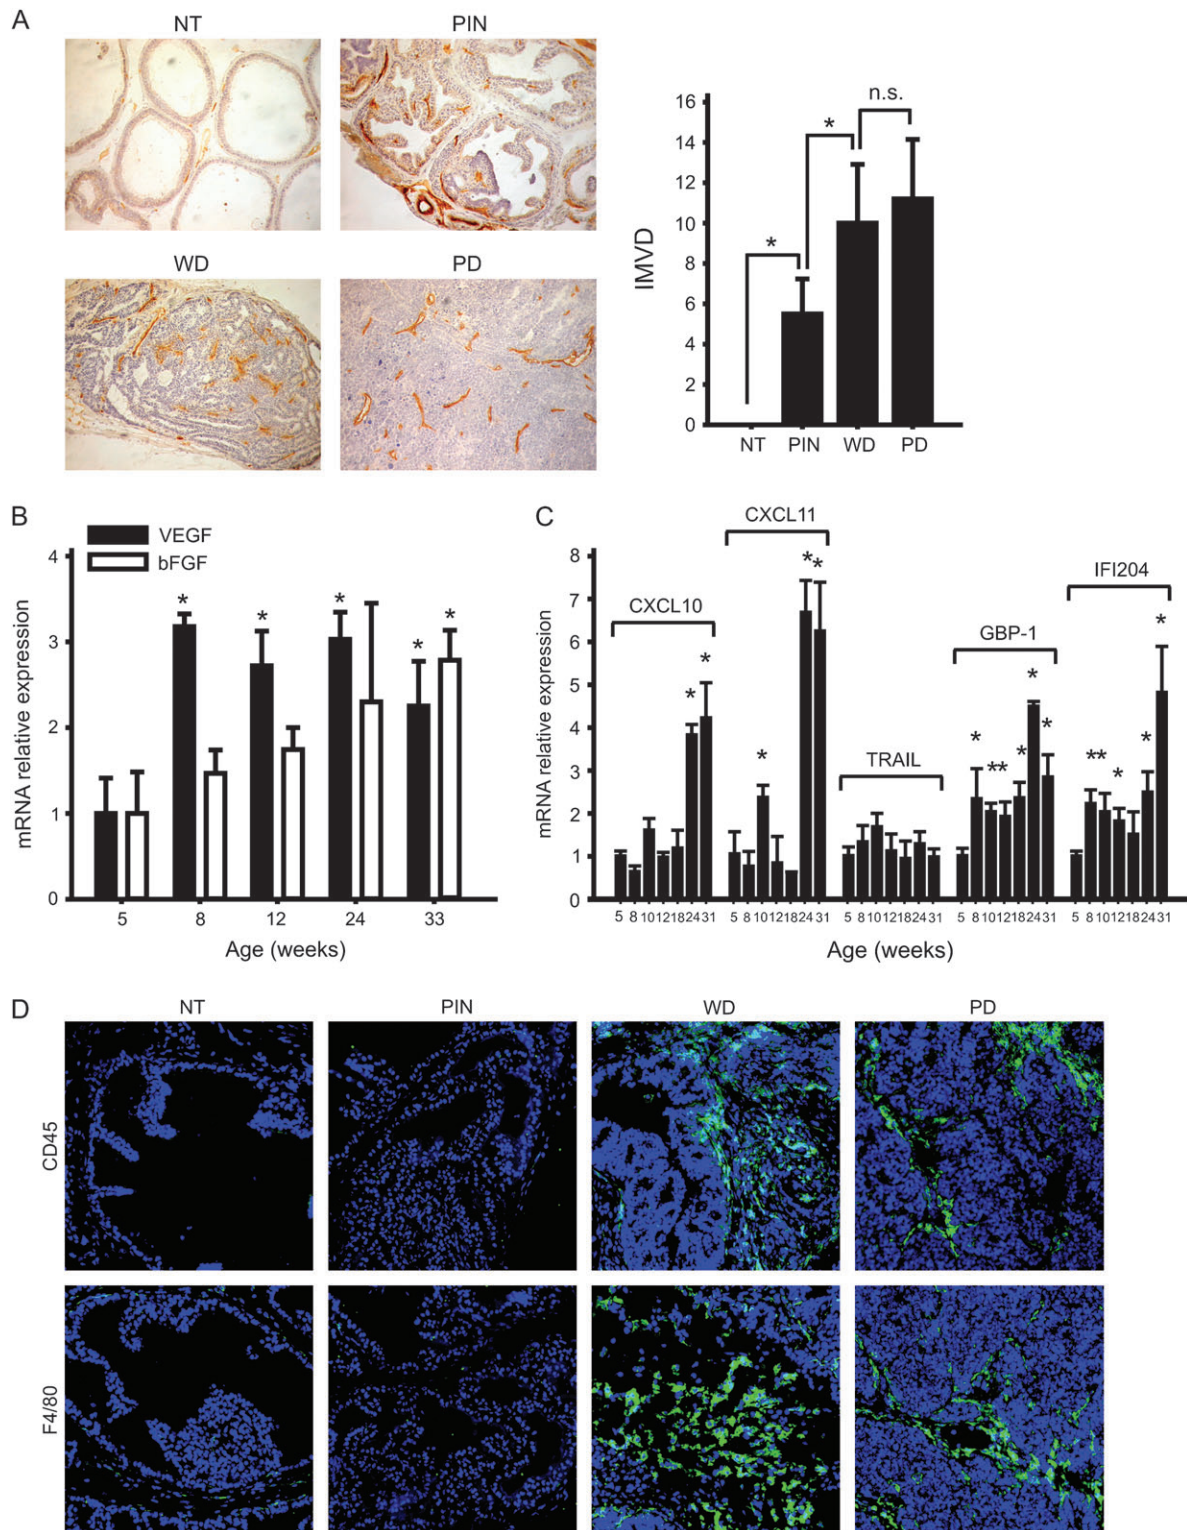 A
NT
PIN
WD
PD
IMVD
16
14
12
10
8
6
4
2
0
*
*
n.s.
NT PIN WD PD
B
VEGF
bFGF
mRNA relative expression
4
3
2
1
0
* * * * *
5 8 12 24 33
Age (weeks)
C
mRNA relative expression
8
7
6
5
4
3
2
1
0
CXCL10
* *
CXCL11
* * *
TRAIL
GBP-1
* ** * * *
IFI204
** * * *
5 8 10 12 18 24 31 5 8 10 12 18 24 31 5 8 10 12 18 24 31 5 8 10 12 18 24 31 5 8 10 12 18 24 31
Age (weeks)
D
NT PIN WD PD
CD45
F4/80